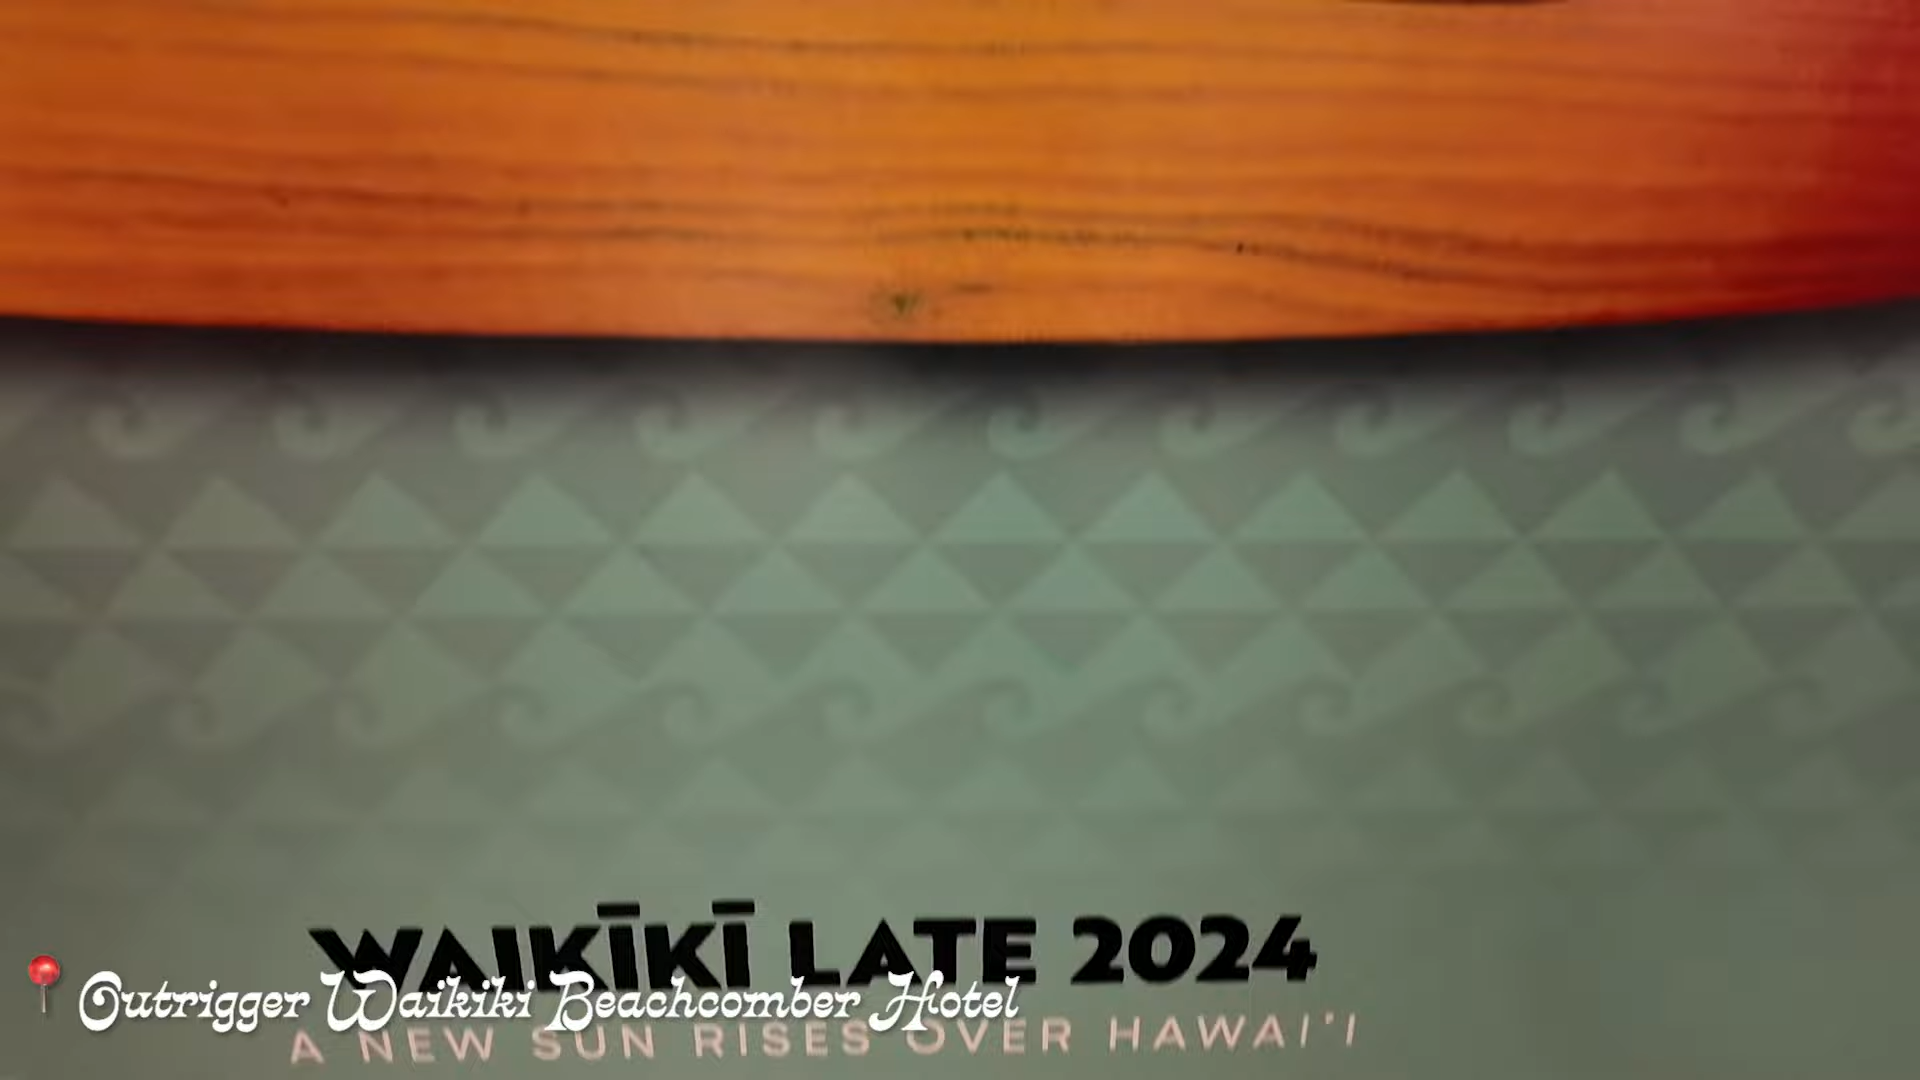 WAIKĪKĪ LATE 2024
Outrigger Waikiki Beachcomber Hotel
A NEW SUN RISES OVER HAWAI'I